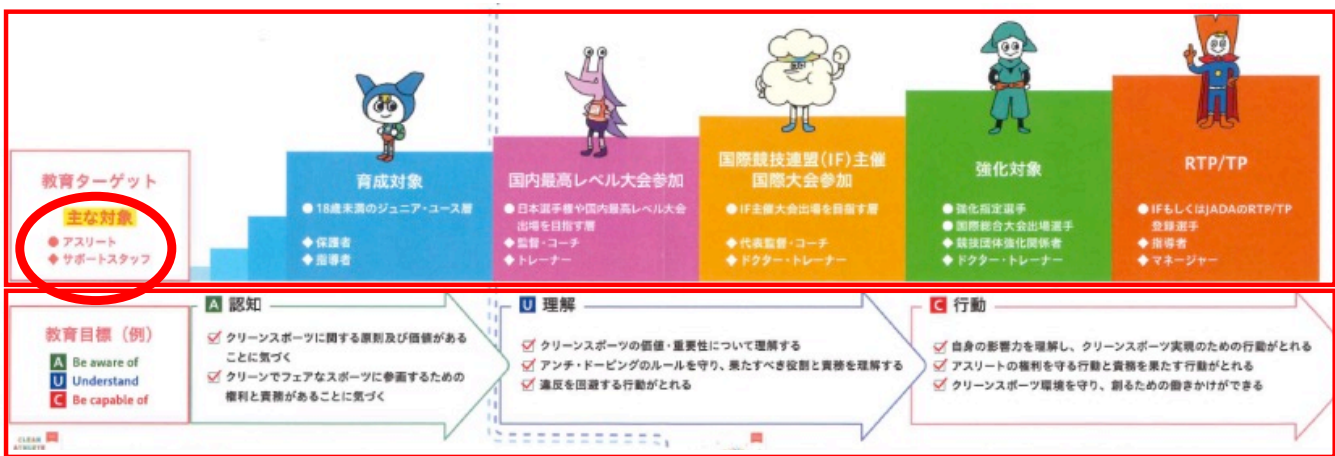 教育ターゲット
主な対象
● アスリート
◆ サポートスタッフ
育成対象
● 18歳未満のジュニア・ユース層
◆ 保護者
◆ 指導者
国内最高レベル大会参加
● 日本選手権や国内最高レベル大会
出場を目指す層
◆ 監督・コーチ
◆ トレーナー
国際競技連盟(IF)主催
国際大会参加
● IF主催大会出場を目指す層
◆ 代表監督・コーチ
◆ ドクター・トレーナー
強化対象
● 強化指定選手
● 国際総合大会出場選手
◆ 競技団体強化関係者
◆ ドクター・トレーナー
RTP/TP
● IFもしくはJADAのRTP/TP
登録選手
◆ 指導者
◆ マネージャー
教育目標（例）
A Be aware of
U Understand
C Be capable of
A 認知
クリーンスポーツに関する原則及び価値がある
ことに気づく
クリーンでフェアなスポーツに参画するための
権利と責務があることに気づく
U 理解
クリーンスポーツの価値・重要性について理解する
アンチ・ドーピングのルールを守り、果たすべき役割と責務を理解する
違反を回避する行動がとれる
C 行動
自身の影響力を理解し、クリーンスポーツ実現のための行動がとれる
アスリートの権利を守る行動と責務を果たす行動がとれる
クリーンスポーツ環境を守り、創るための働きかけができる
CLEAN
ATHLETE